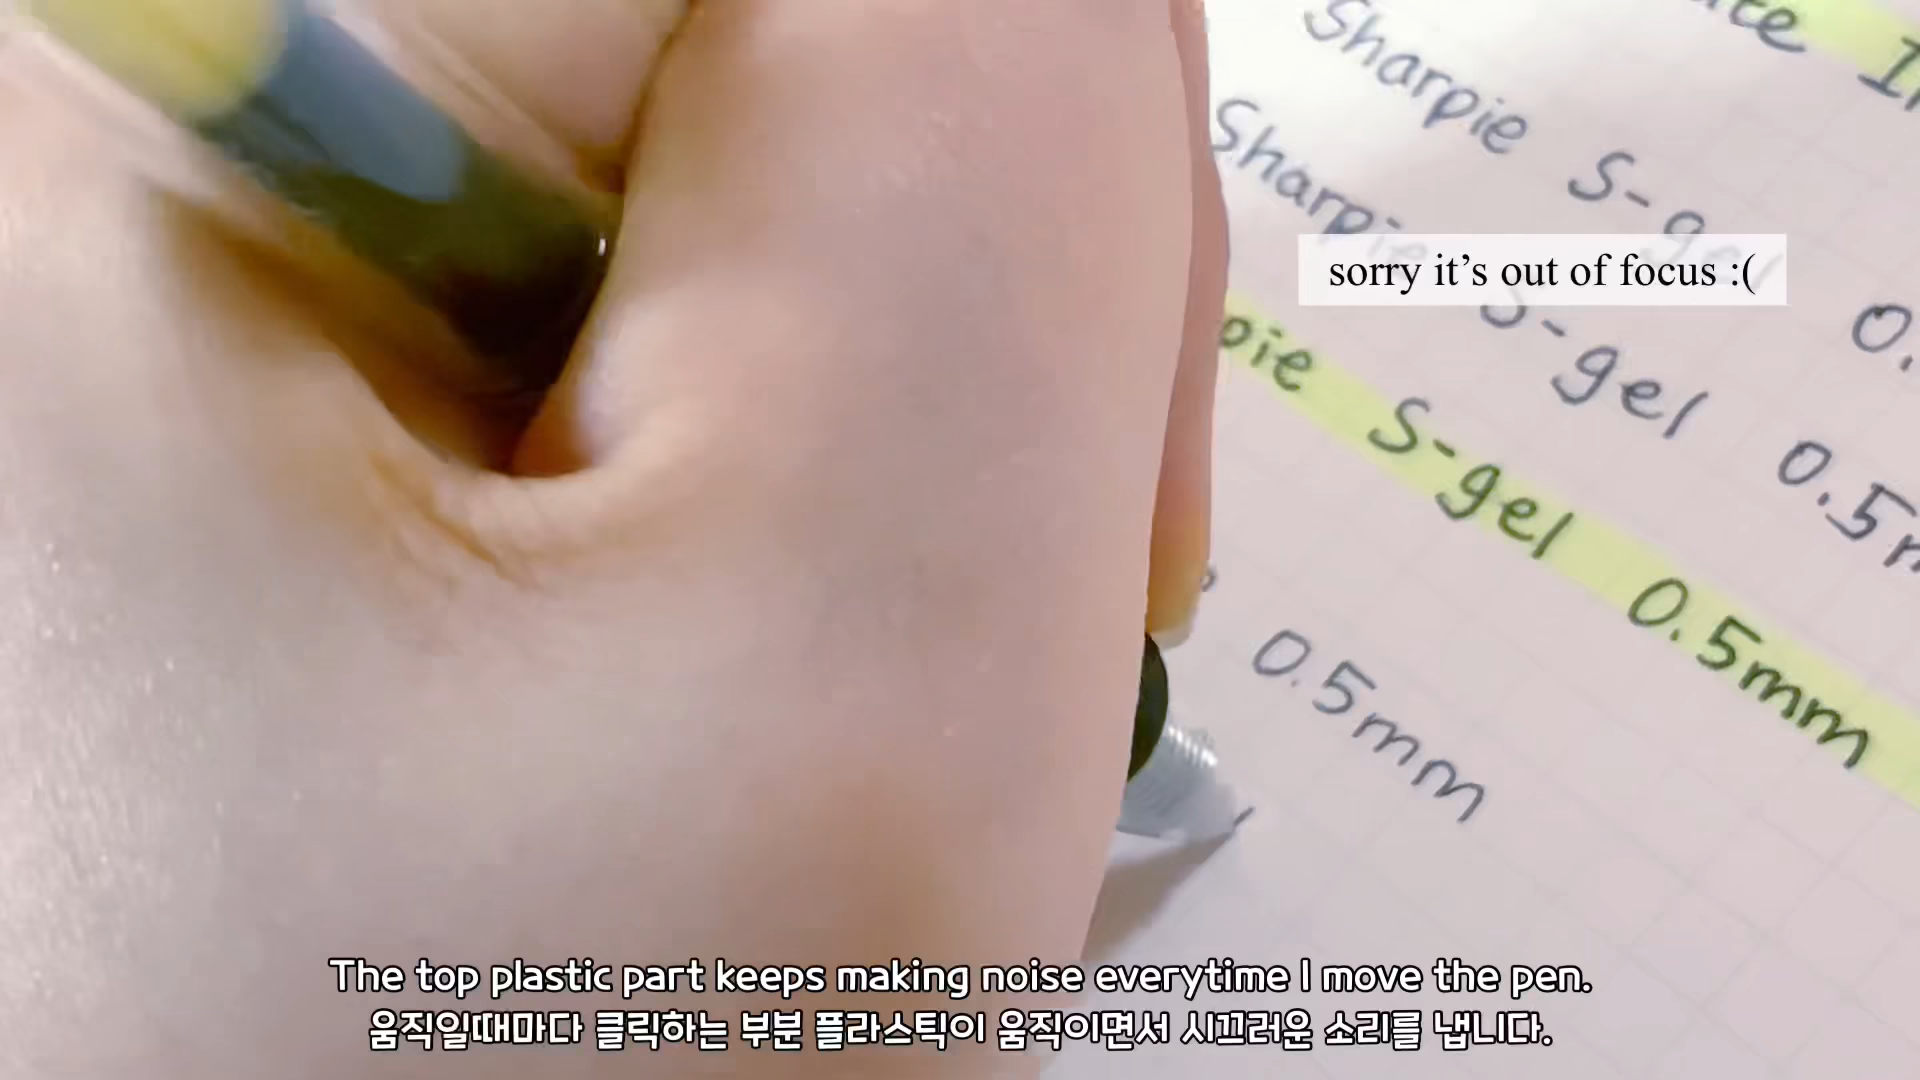 Sharpie S-gel 0.
sorry it's out of focus :(
Sharpie S-gel 0.5m
pie S-gel 0.5mm
0.5mm
The top plastic part keeps making noise everytime I move the pen.
움직일때마다 클릭하는 부분 플라스틱이 움직이면서 시끄러운 소리를 냅니다.